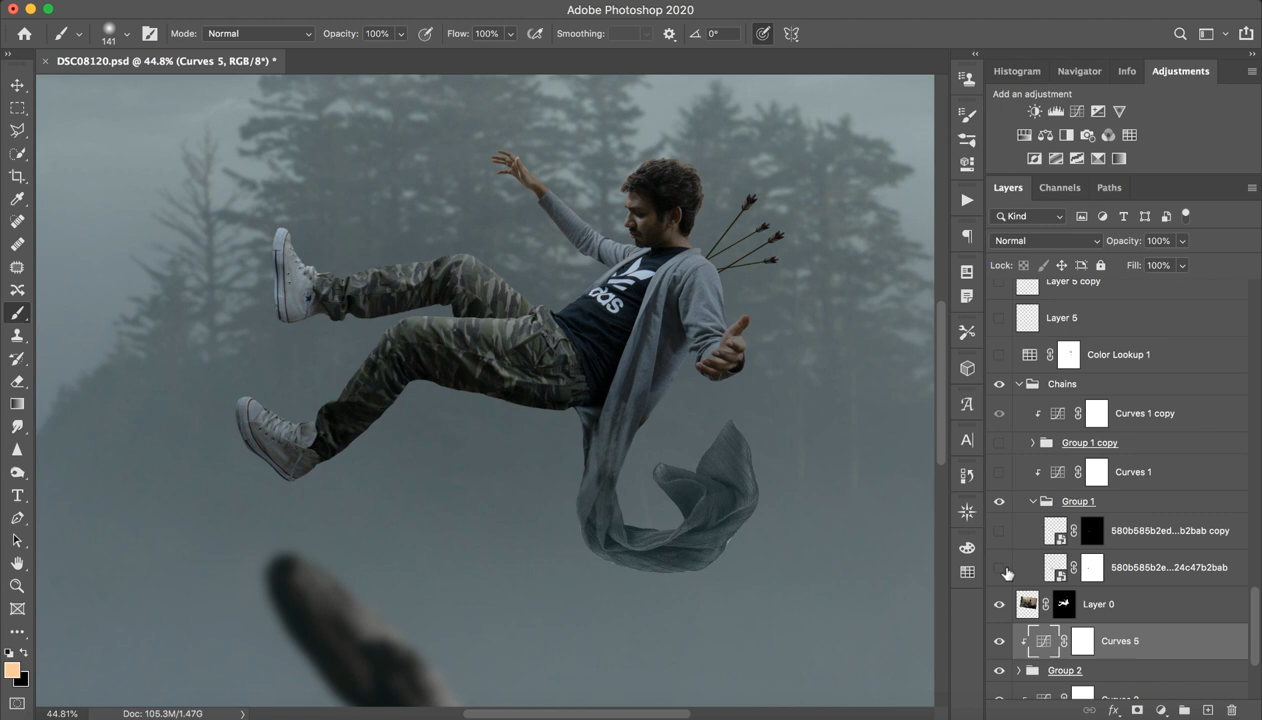 Adobe Photoshop 2020
141
Mode: Normal
Opacity: 100%
Flow: 100%
Smoothing:
0°
× DSC08120.psd @ 44.8% (Curves 5, RGB/8*) *
Histogram Navigator Info Adjustments
Add an adjustment
Layers Channels Paths
Kind
Normal
Opacity: 100%
Lock:
Fill: 100%
Layer 5 copy
Layer 5
Color Lookup 1
Chains
Curves 1 copy
Group 1 copy
Curves 1
Group 1
580b585b2ed...b2bab copy
580b585b2e...24c47b2bab
Layer 0
Curves 5
Group 2
adidas
44.81%
Doc: 105.3M/1.47G